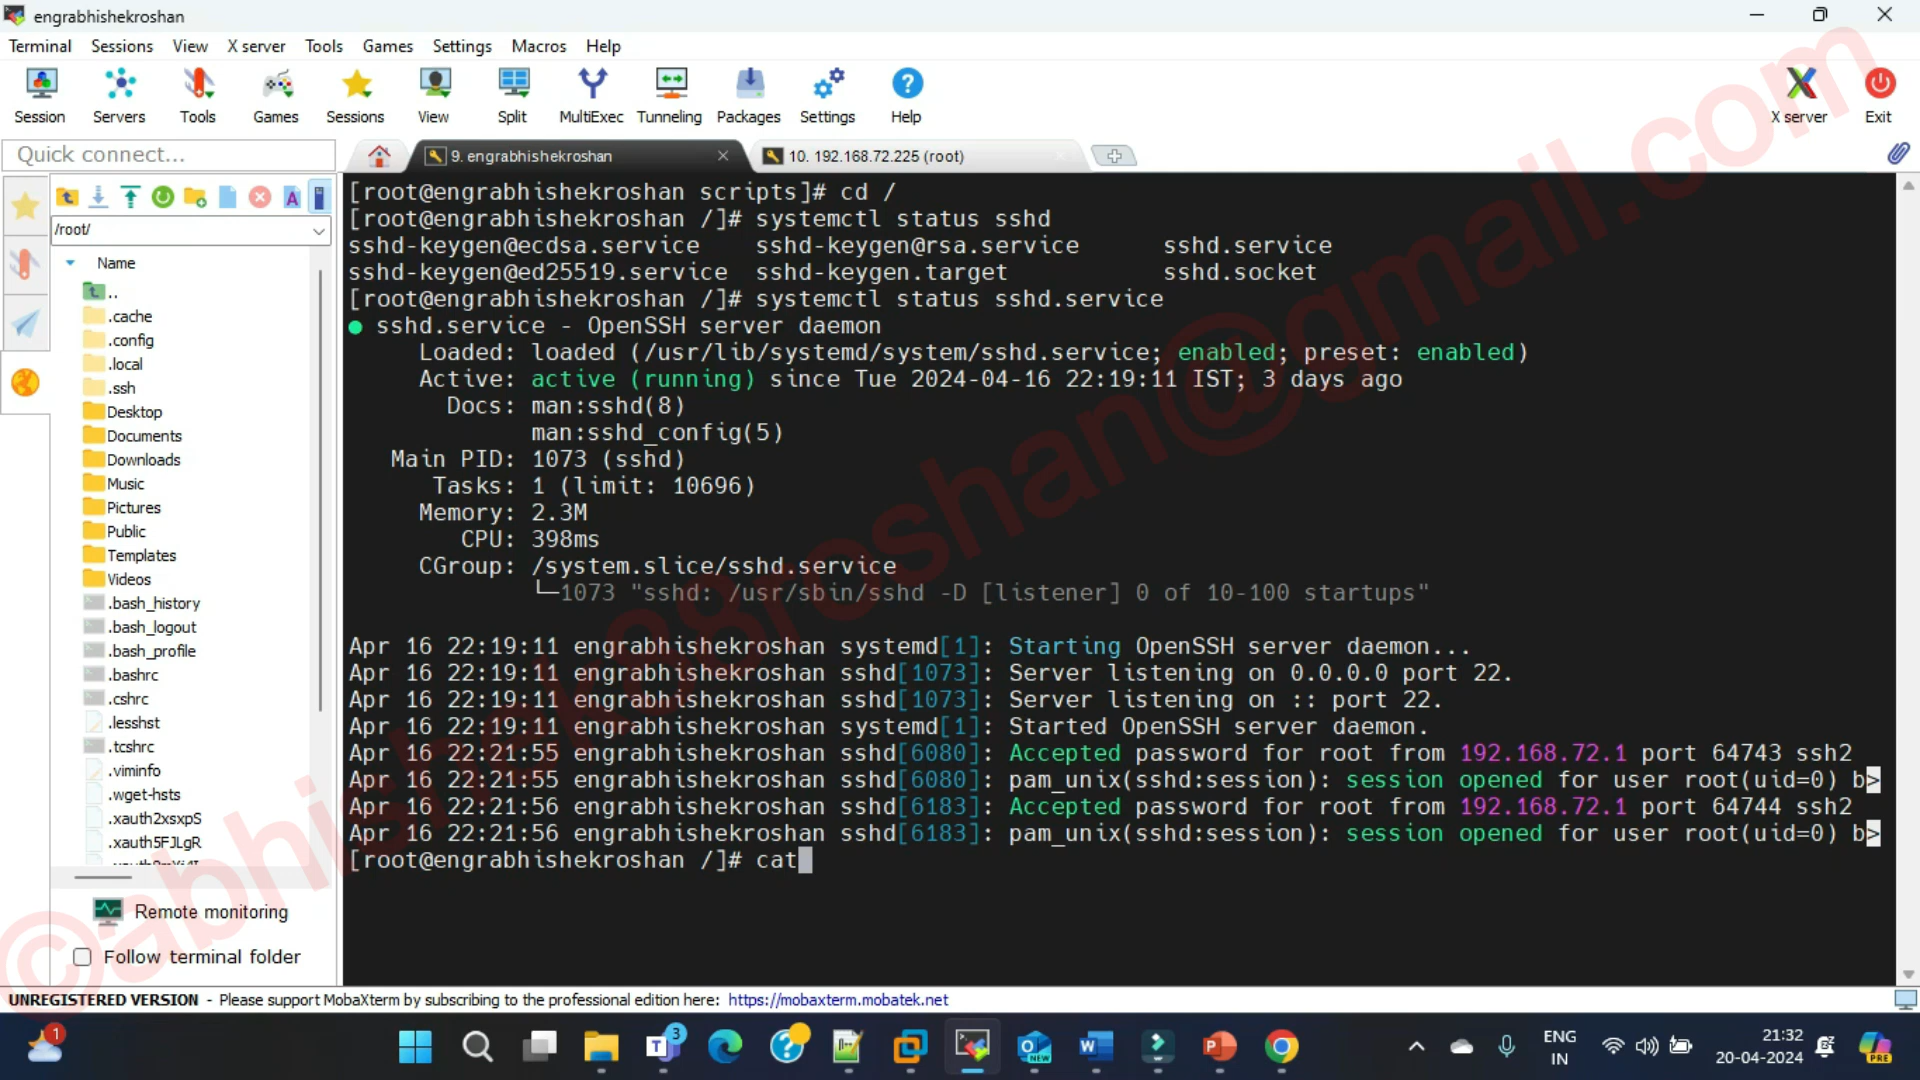 engrabhishekroshan
Terminal Sessions View X server Tools Games Settings Macros Help
Session Servers Tools Games Sessions View Split MultiExec Tunneling Packages Settings Help X server Exit
Quick connect...
9. engrabhishekroshan
10. 192.168.72.225 (root)
/root/
Name
..
.cache
.config
.local
.ssh
Desktop
Documents
Downloads
Music
Pictures
Public
Templates
Videos
.bash_history
.bash_logout
.bash_profile
.bashrc
.cshrc
.lesshst
.tcshrc
.viminfo
.wget-hsts
.xauth2xsxpS
.xauth5FJLgR
Remote monitoring
Follow terminal folder
[root@engrabhishekroshan scripts]# cd /
[root@engrabhishekroshan /]# systemctl status sshd
sshd-keygen@ecdsa.service sshd-keygen@rsa.service sshd.service
sshd-keygen@ed25519.service sshd-keygen.target sshd.socket
[root@engrabhishekroshan /]# systemctl status sshd.service
● sshd.service - OpenSSH server daemon
Loaded: loaded (/usr/lib/systemd/system/sshd.service; enabled; preset: enabled)
Active: active (running) since Tue 2024-04-16 22:19:11 IST; 3 days ago
Docs: man:sshd(8)
man:sshd_config(5)
Main PID: 1073 (sshd)
Tasks: 1 (limit: 10696)
Memory: 2.3M
CPU: 398ms
CGroup: /system.slice/sshd.service
└─1073 "sshd: /usr/sbin/sshd -D [listener] 0 of 10-100 startups"
Apr 16 22:19:11 engrabhishekroshan systemd[1]: Starting OpenSSH server daemon...
Apr 16 22:19:11 engrabhishekroshan sshd[1073]: Server listening on 0.0.0.0 port 22.
Apr 16 22:19:11 engrabhishekroshan sshd[1073]: Server listening on :: port 22.
Apr 16 22:19:11 engrabhishekroshan systemd[1]: Started OpenSSH server daemon.
Apr 16 22:21:55 engrabhishekroshan sshd[6080]: Accepted password for root from 192.168.72.1 port 64743 ssh2
Apr 16 22:21:55 engrabhishekroshan sshd[6080]: pam_unix(sshd:session): session opened for user root(uid=0) b>
Apr 16 22:21:56 engrabhishekroshan sshd[6183]: Accepted password for root from 192.168.72.1 port 64744 ssh2
Apr 16 22:21:56 engrabhishekroshan sshd[6183]: pam_unix(sshd:session): session opened for user root(uid=0) b>
[root@engrabhishekroshan /]# cat
UNREGISTERED VERSION - Please support MobaXterm by subscribing to the professional edition here: https://mobaxterm.mobatek.net
1
3
NEW
PRE
ENG
IN
21:32
20-04-2024